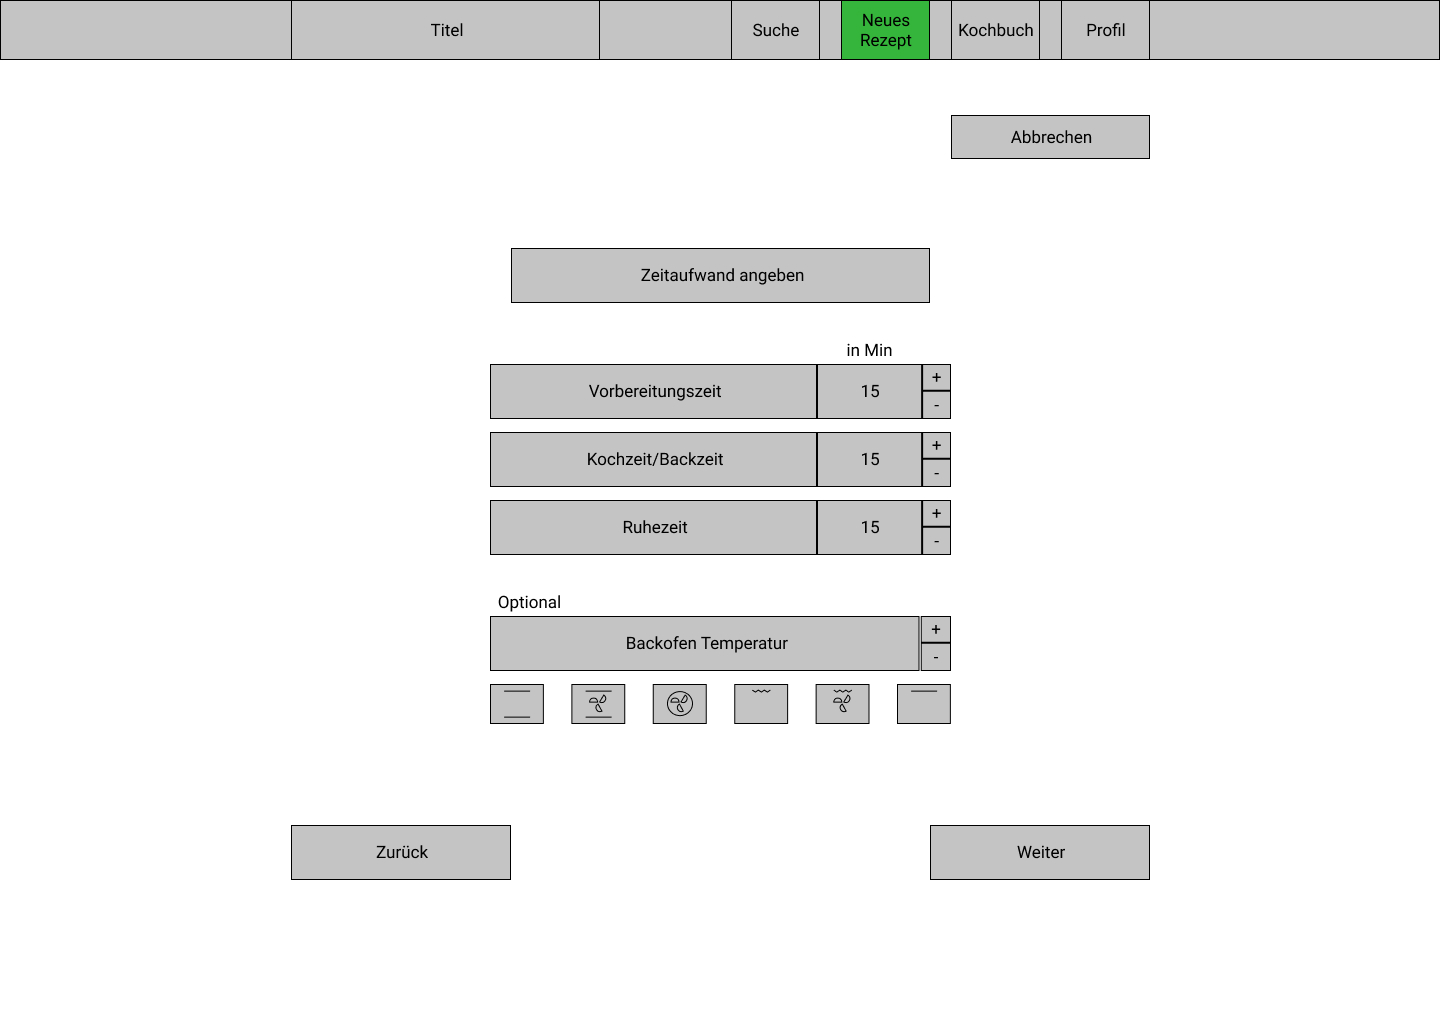 Titel
Suche
Neues
Rezept
Kochbuch
Profil
Abbrechen
Zeitaufwand angeben
in Min
Vorbereitungszeit
15
+
-
Kochzeit/Backzeit
15
+
-
Ruhezeit
15
+
-
Optional
Backofen Temperatur
+
-
Zurück
Weiter